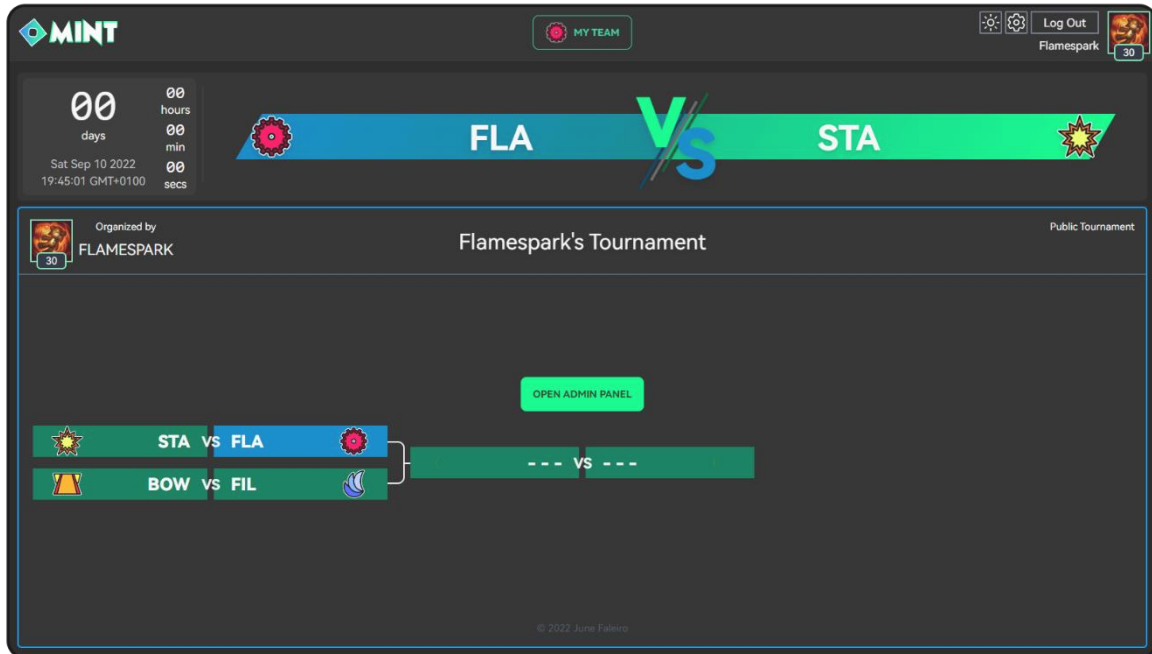 MINT
MY TEAM
Log Out
Flamespark
30
00
days
00
hours
00
min
00
secs
Sat Sep 10 2022
19:45:01 GMT+0100
FLA
VS
STA
Organized by
FLAMESPARK
30
Flamespark's Tournament
Public Tournament
OPEN ADMIN PANEL
STA VS FLA
BOW VS FIL
--- VS ---
© 2022 June Faleiro